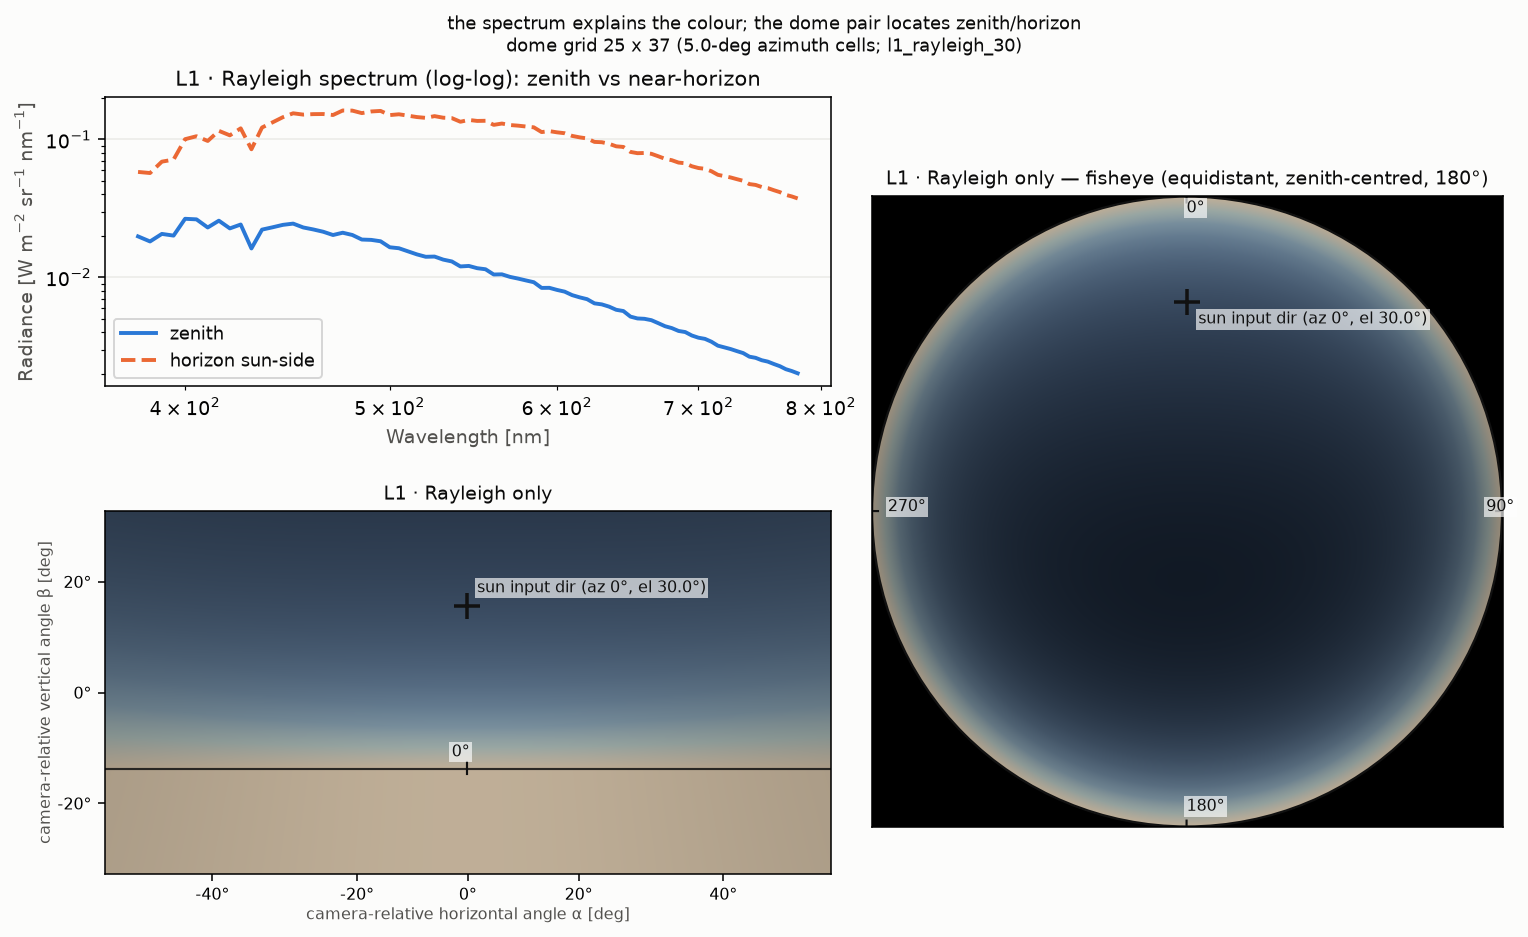 the spectrum explains the colour; the dome pair locates zenith/horizon
dome grid 25 x 37 (5.0-deg azimuth cells; l1_rayleigh_30)
L1 · Rayleigh spectrum (log-log): zenith vs near-horizon
Radiance [W m⁻² sr⁻¹ nm⁻¹]
10⁻¹
10⁻²
zenith
horizon sun-side
4 × 10²
5 × 10²
6 × 10²
7 × 10²
8 × 10²
Wavelength [nm]
L1 · Rayleigh only
camera-relative vertical angle β [deg]
20°
0°
-20°
sun input dir (az 0°, el 30.0°)
0°
-40°
-20°
0°
20°
40°
camera-relative horizontal angle α [deg]
L1 · Rayleigh only — fisheye (equidistant, zenith-centred, 180°)
0°
sun input dir (az 0°, el 30.0°)
270°
90°
180°